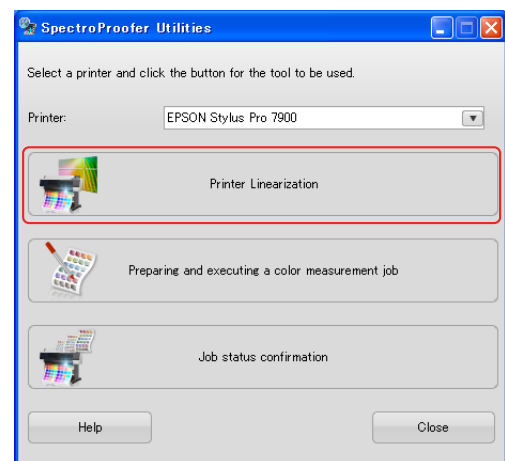 SpectroProofer Utilities
Select a printer and click the button for the tool to be used.
Printer: EPSON Stylus Pro 7900
Printer Linearization
Preparing and executing a color measurement job
Job status confirmation
Help Close